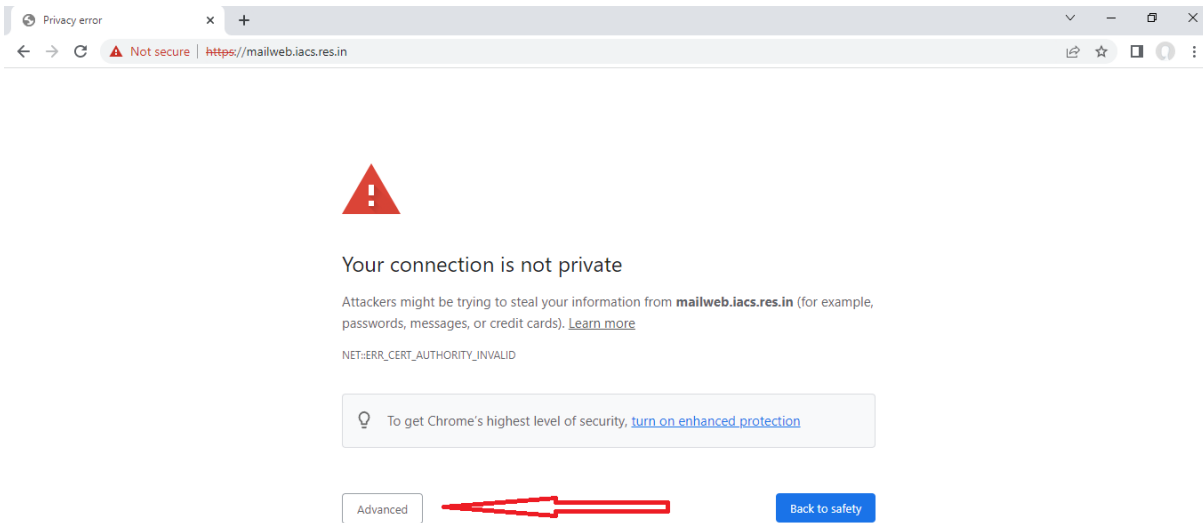 Privacy error
Not secure | https://mailweb.iacs.res.in
Your connection is not private
Attackers might be trying to steal your information from mailweb.iacs.res.in (for example,
passwords, messages, or credit cards). Learn more
NET::ERR_CERT_AUTHORITY_INVALID
To get Chrome's highest level of security, turn on enhanced protection
Advanced
Back to safety